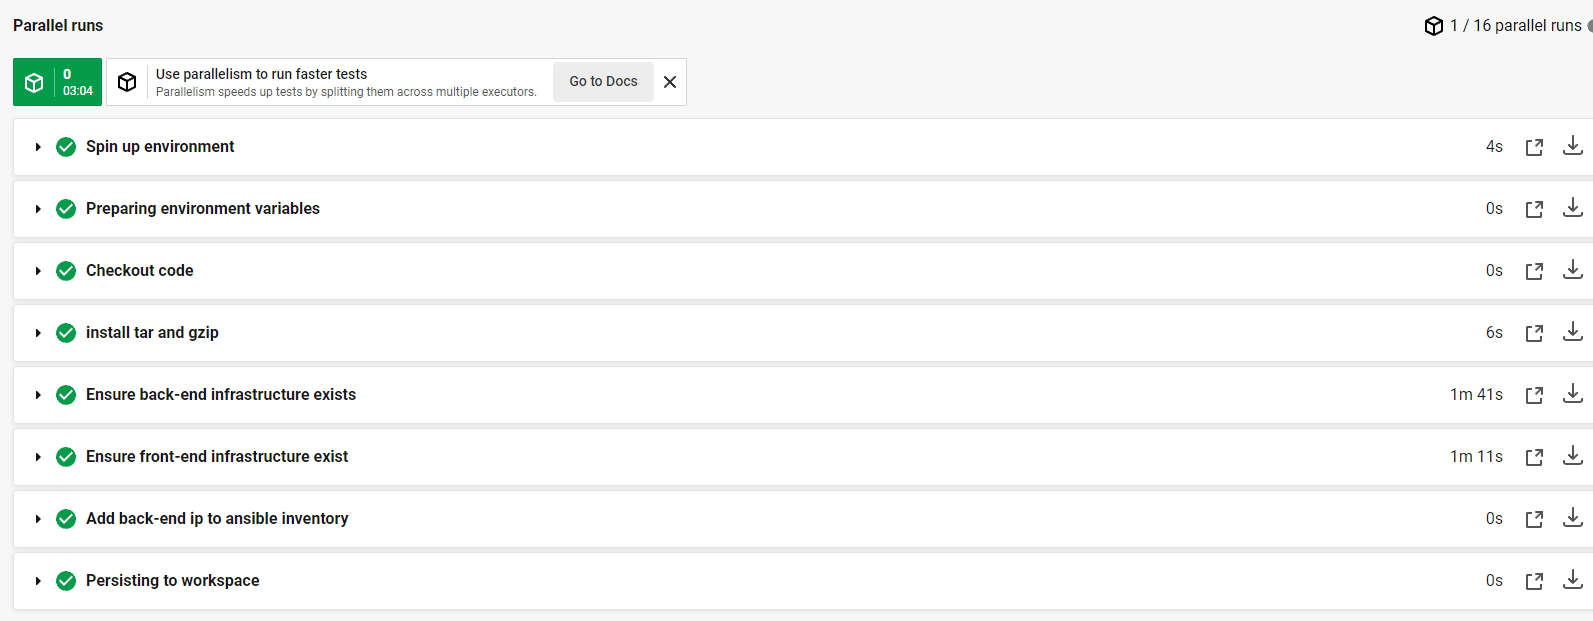 Parallel runs
1 / 16 parallel runs
0
03:04
Use parallelism to run faster tests
Parallelism speeds up tests by splitting them across multiple executors.
Go to Docs
Spin up environment 4s
Preparing environment variables 0s
Checkout code 0s
install tar and gzip 6s
Ensure back-end infrastructure exists 1m 41s
Ensure front-end infrastructure exist 1m 11s
Add back-end ip to ansible inventory 0s
Persisting to workspace 0s